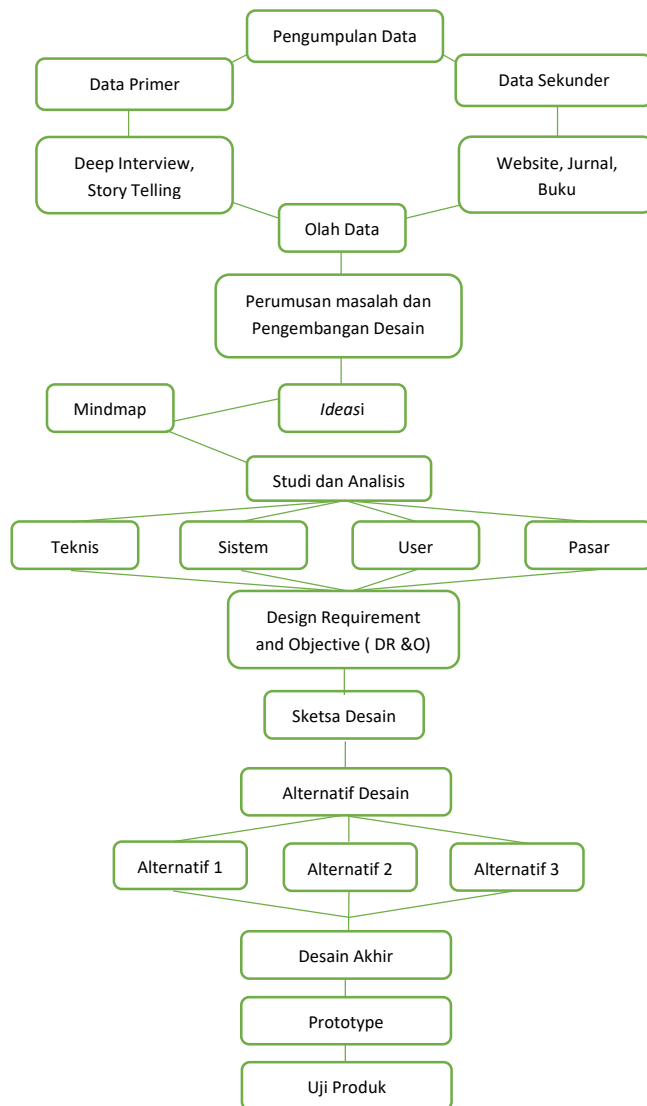 Pengumpulan Data
Data Primer
Data Sekunder
Deep Interview,
Story Telling
Website, Jurnal,
Buku
Olah Data
Perumusan masalah dan
Pengembangan Desain
Mindmap
Ideasi
Studi dan Analisis
Teknis
Sistem
User
Pasar
Design Requirement
and Objective ( DR &O)
Sketsa Desain
Alternatif Desain
Alternatif 1
Alternatif 2
Alternatif 3
Desain Akhir
Prototype
Uji Produk